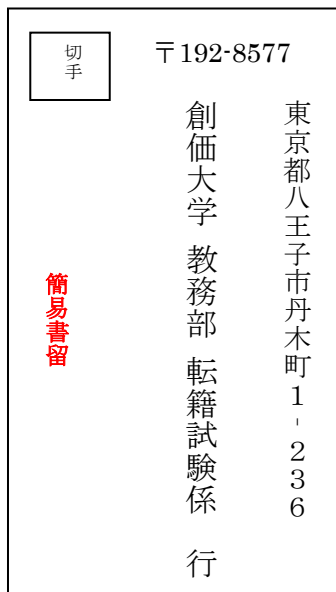 〒192-8577
東京都八王子市丹木町1-236
創価大学 教務部 転籍試験係 行
切手
簡易書留